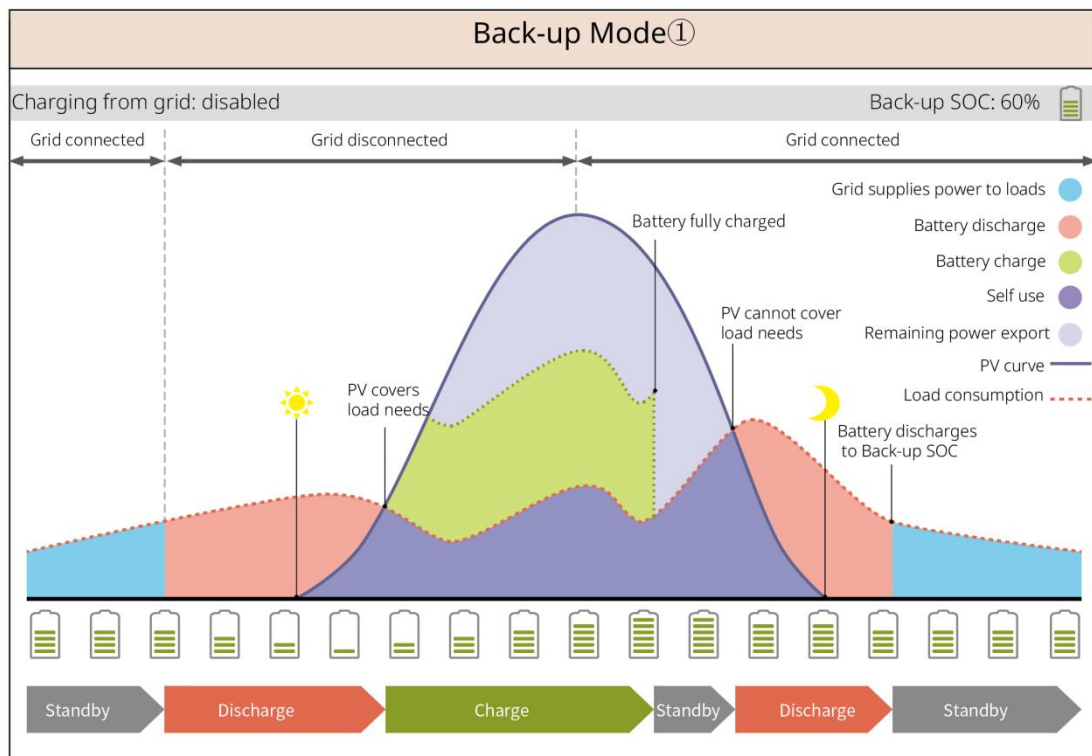 Back-up Mode①
Charging from grid: disabled
Back-up SOC: 60%
Grid connected
Grid disconnected
Grid connected
Grid supplies power to loads
Battery discharge
Battery charge
Self use
Remaining power export
PV curve
Load consumption
Battery fully charged
PV cannot cover
load needs
PV covers
load needs
Battery discharges
to Back-up SOC
Standby
Discharge
Charge
Standby
Discharge
Standby